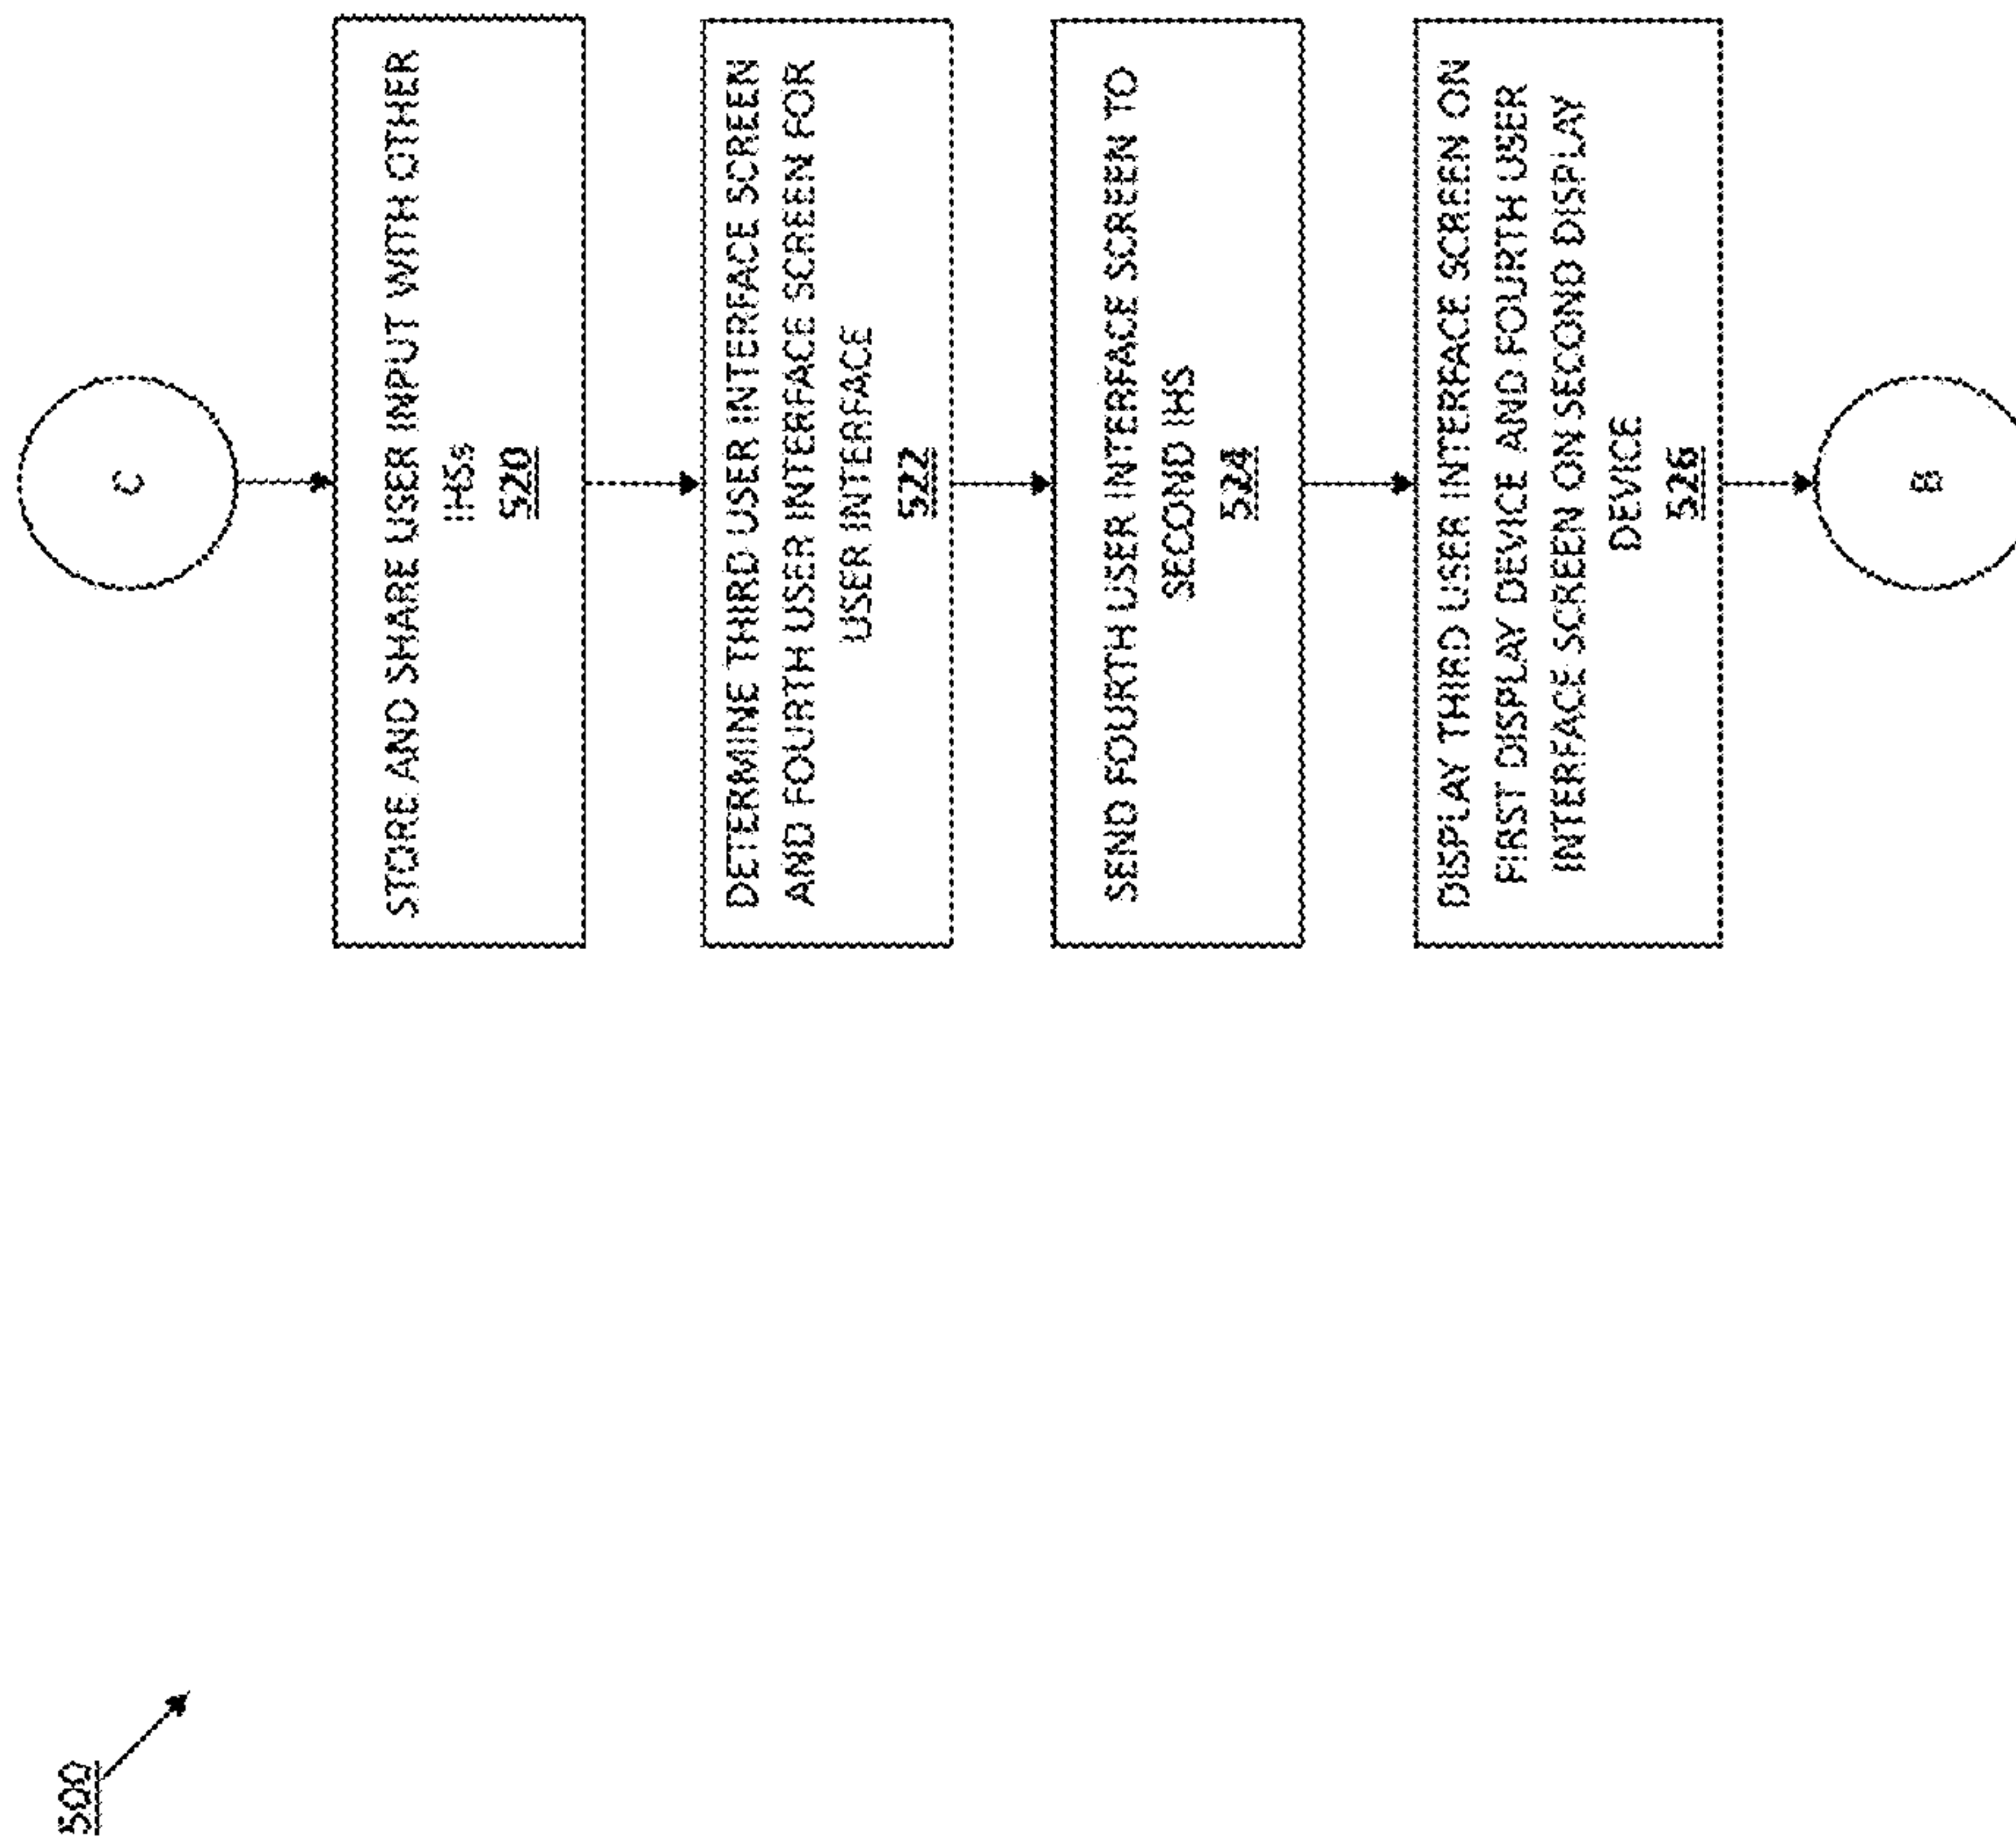 500
C
STORE AND SHARE USER INPUT WITH OTHER
IHSs
520
DETERMINE THIRD USER INTERFACE SCREEN
AND FOURTH USER INTERFACE SCREEN FOR
USER INTERFACE
522
SEND FOURTH USER INTERFACE SCREEN TO
SECOND IHS
524
DISPLAY THIRD USER INTERFACE SCREEN ON
FIRST DISPLAY DEVICE AND FOURTH USER
INTERFACE SCREEN ON SECOND DISPLAY
DEVICE
526
B